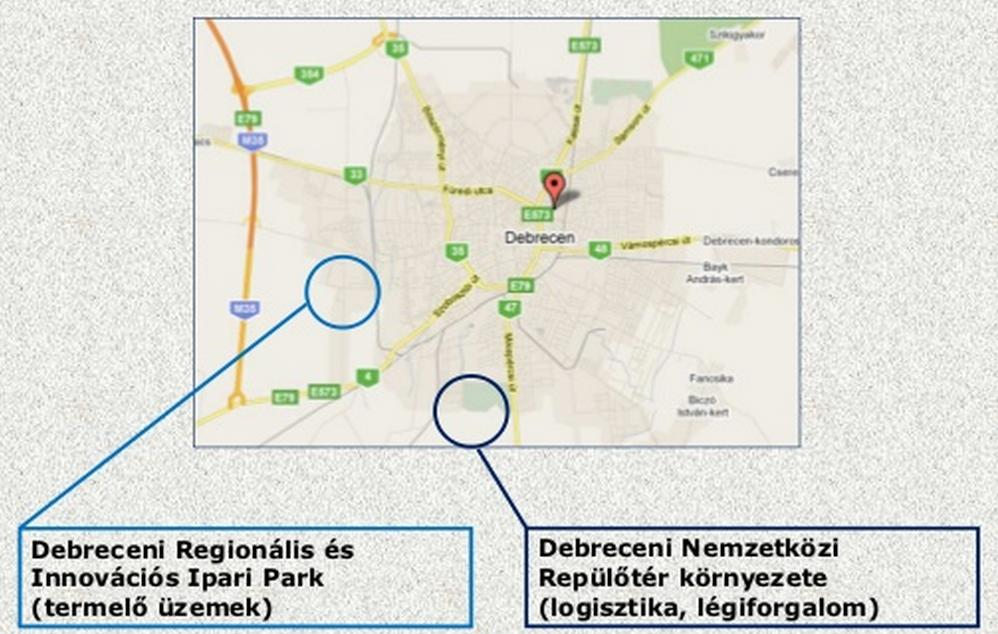 Szikigyakor
35
E573
471
354
E79
M35
33
Füredi utca
Csere
E573
Debrecen
35
48
Vámospércsi út
Debrecen-kondoros
Bayk
András-kert
E79
47
M35
4
E79
E573
Fancsika
Biczó
István-kert
Debreceni Regionális és
Innovációs Ipari Park
(termelő üzemek)
Debreceni Nemzetközi
Repülőtér környezete
(logisztika, légiforgalom)